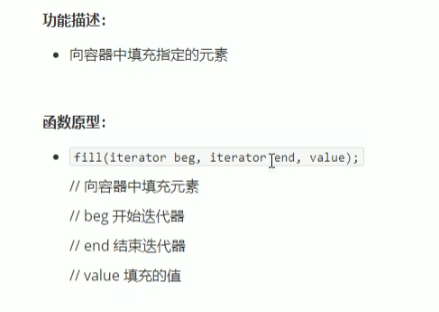 功能描述：
向容器中填充指定的元素
函数原型：
fill(iterator beg, iterator end, value);
// 向容器中填充元素
// beg 开始迭代器
// end 结束迭代器
// value 填充的值